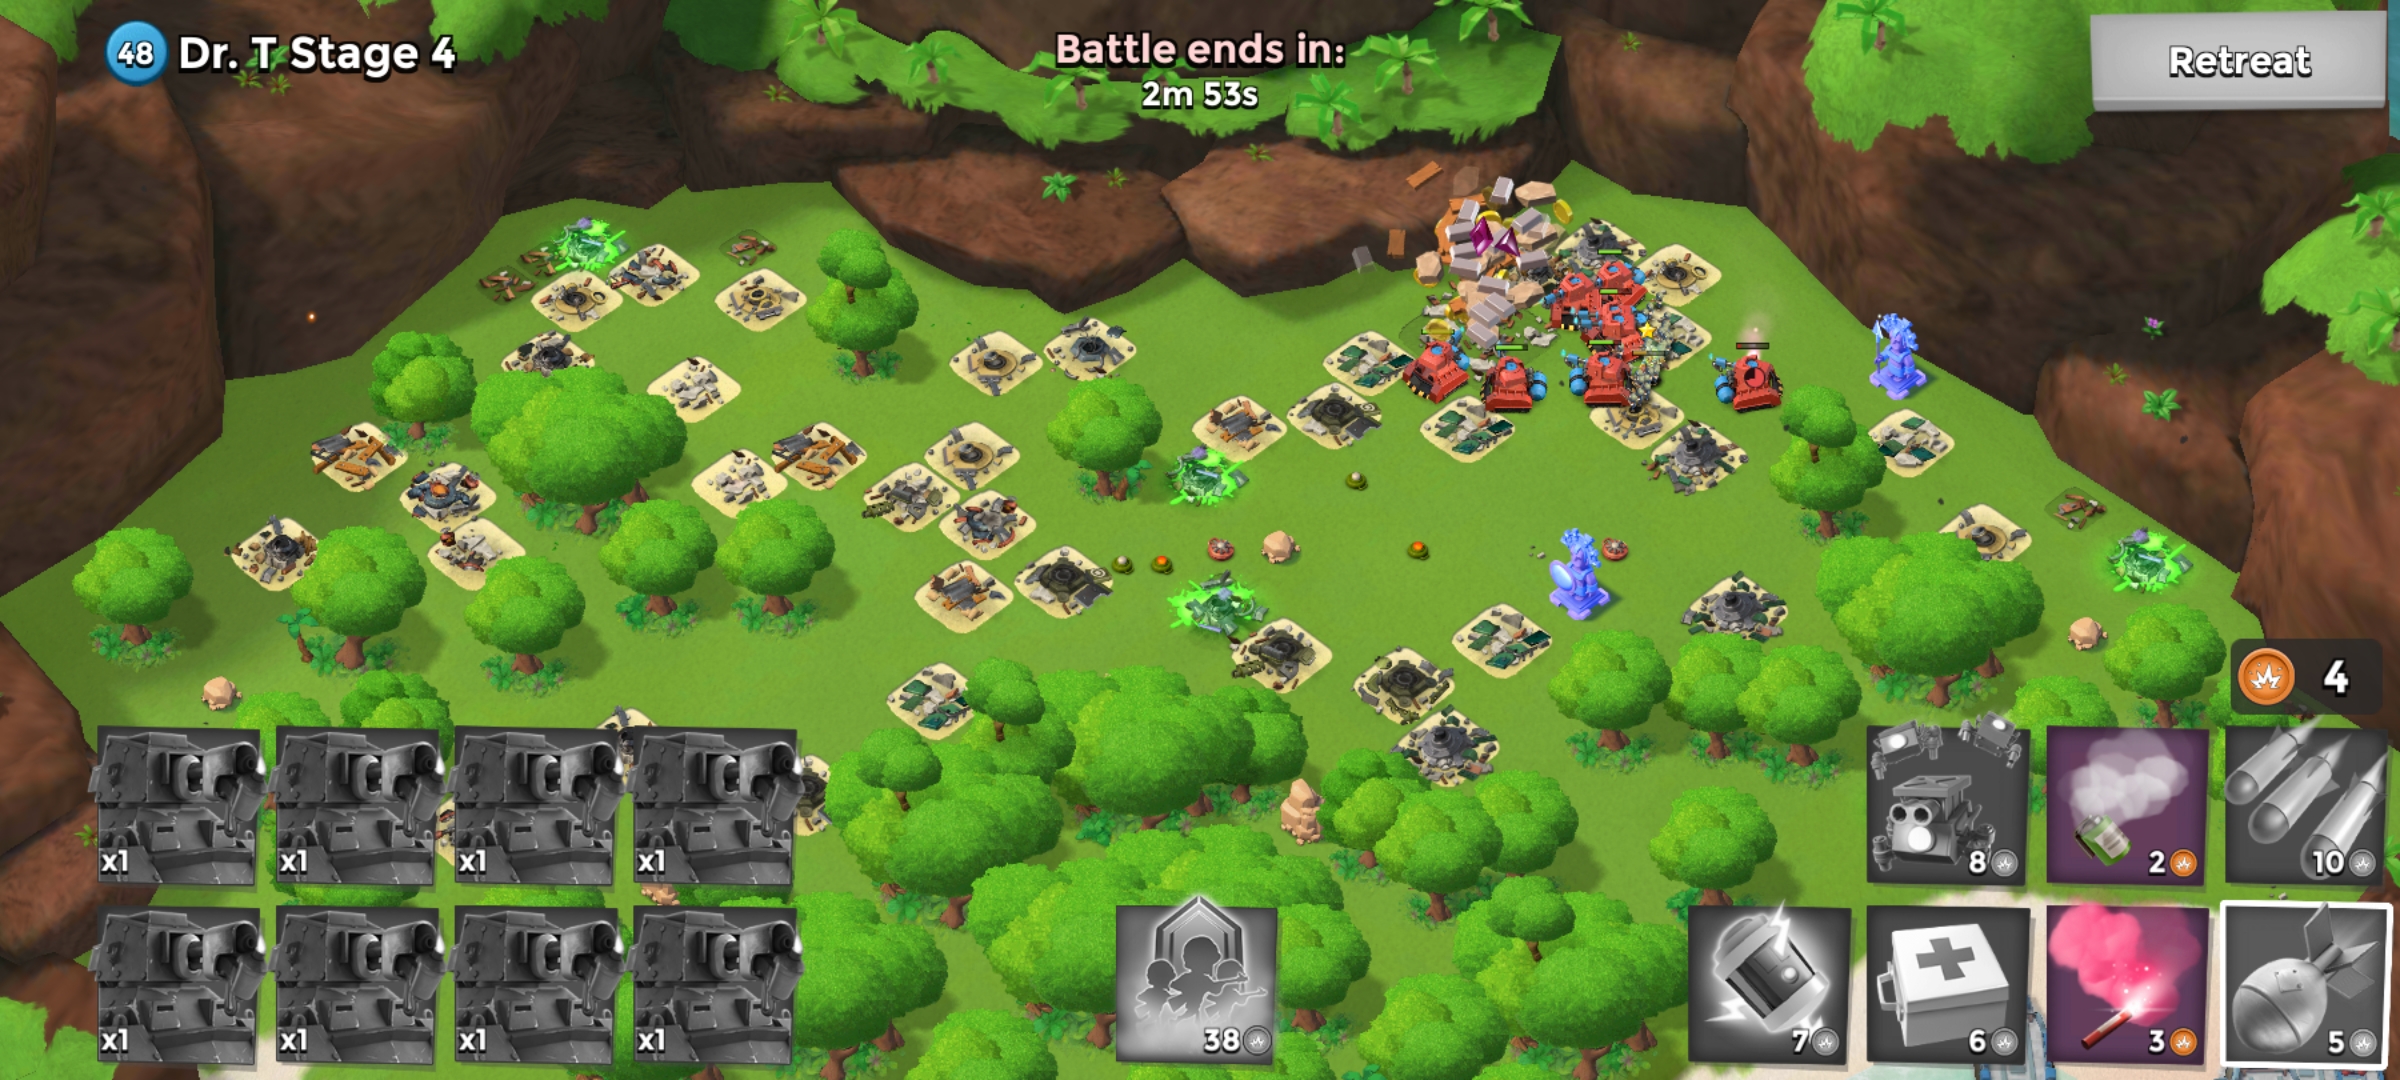 48 Dr. T Stage 4
Battle ends in:
2m 53s
Retreat
4
x1 x1 x1 x1
8 2 10
x1 x1 x1 x1
38 7 6 3 5